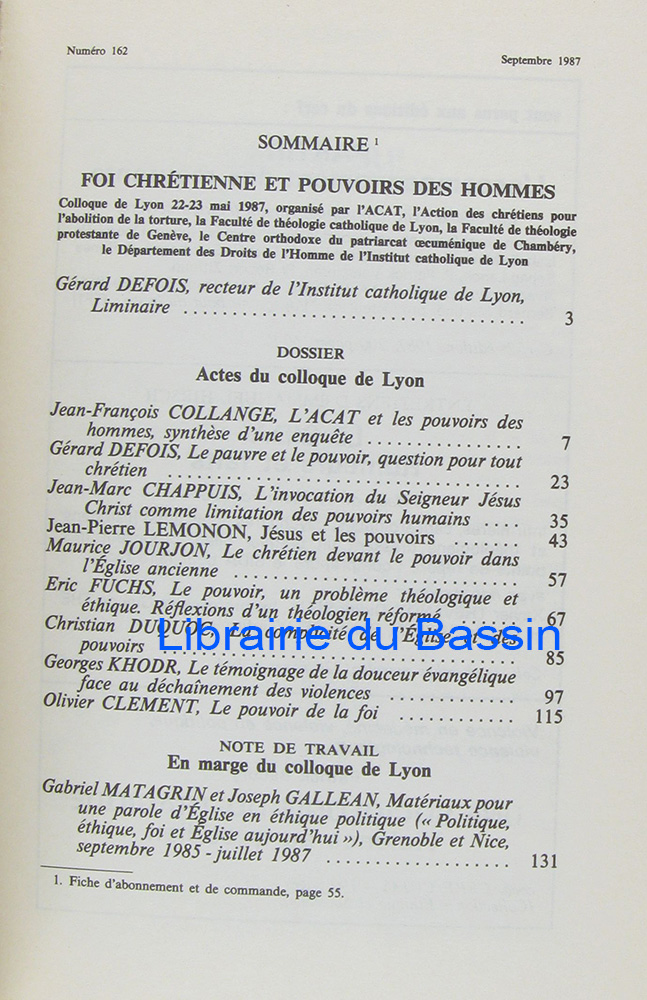 Numéro 162
Septembre 1987
SOMMAIRE ¹
FOI CHRÉTIENNE ET POUVOIRS DES HOMMES
Colloque de Lyon 22-23 mai 1987, organisé par l'ACAT, l'Action des chrétiens pour
l'abolition de la torture, la Faculté de théologie catholique de Lyon, la Faculté de théologie
protestante de Genève, le Centre orthodoxe du patriarcat œcuménique de Chambéry,
le Département des Droits de l'Homme de l'Institut catholique de Lyon
Gérard DEFOIS, recteur de l'Institut catholique de Lyon,
Liminaire .................................... 3
DOSSIER
Actes du colloque de Lyon
Jean-François COLLANGE, L'ACAT et les pouvoirs des
hommes, synthèse d'une enquête ................ 7
Gérard DEFOIS, Le pauvre et le pouvoir, question pour tout
chrétien ..................................... 23
Jean-Marc CHAPPUIS, L'invocation du Seigneur Jésus
Christ comme limitation des pouvoirs humains .... 35
Jean-Pierre LEMONON, Jésus et les pouvoirs ....... 43
Maurice JOURJON, Le chrétien devant le pouvoir dans
l'Église ancienne .............................. 57
Eric FUCHS, Le pouvoir, un problème théologique et
éthique. Réflexions d'un théologien réformé ...... 67
Christian DUQUOC, La complicité de l'Église et des
pouvoirs ...................................... 85
Librairie du Bassin
Georges KHODR, Le témoignage de la douceur évangélique
face au déchaînement des violences ............. 97
Olivier CLEMENT, Le pouvoir de la foi ............ 115
NOTE DE TRAVAIL
En marge du colloque de Lyon
Gabriel MATAGRIN et Joseph GALLEAN, Matériaux pour
une parole d'Église en éthique politique (« Politique,
éthique, foi et Église aujourd'hui »), Grenoble et Nice,
septembre 1985 - juillet 1987 .................... 131
1. Fiche d'abonnement et de commande, page 55.